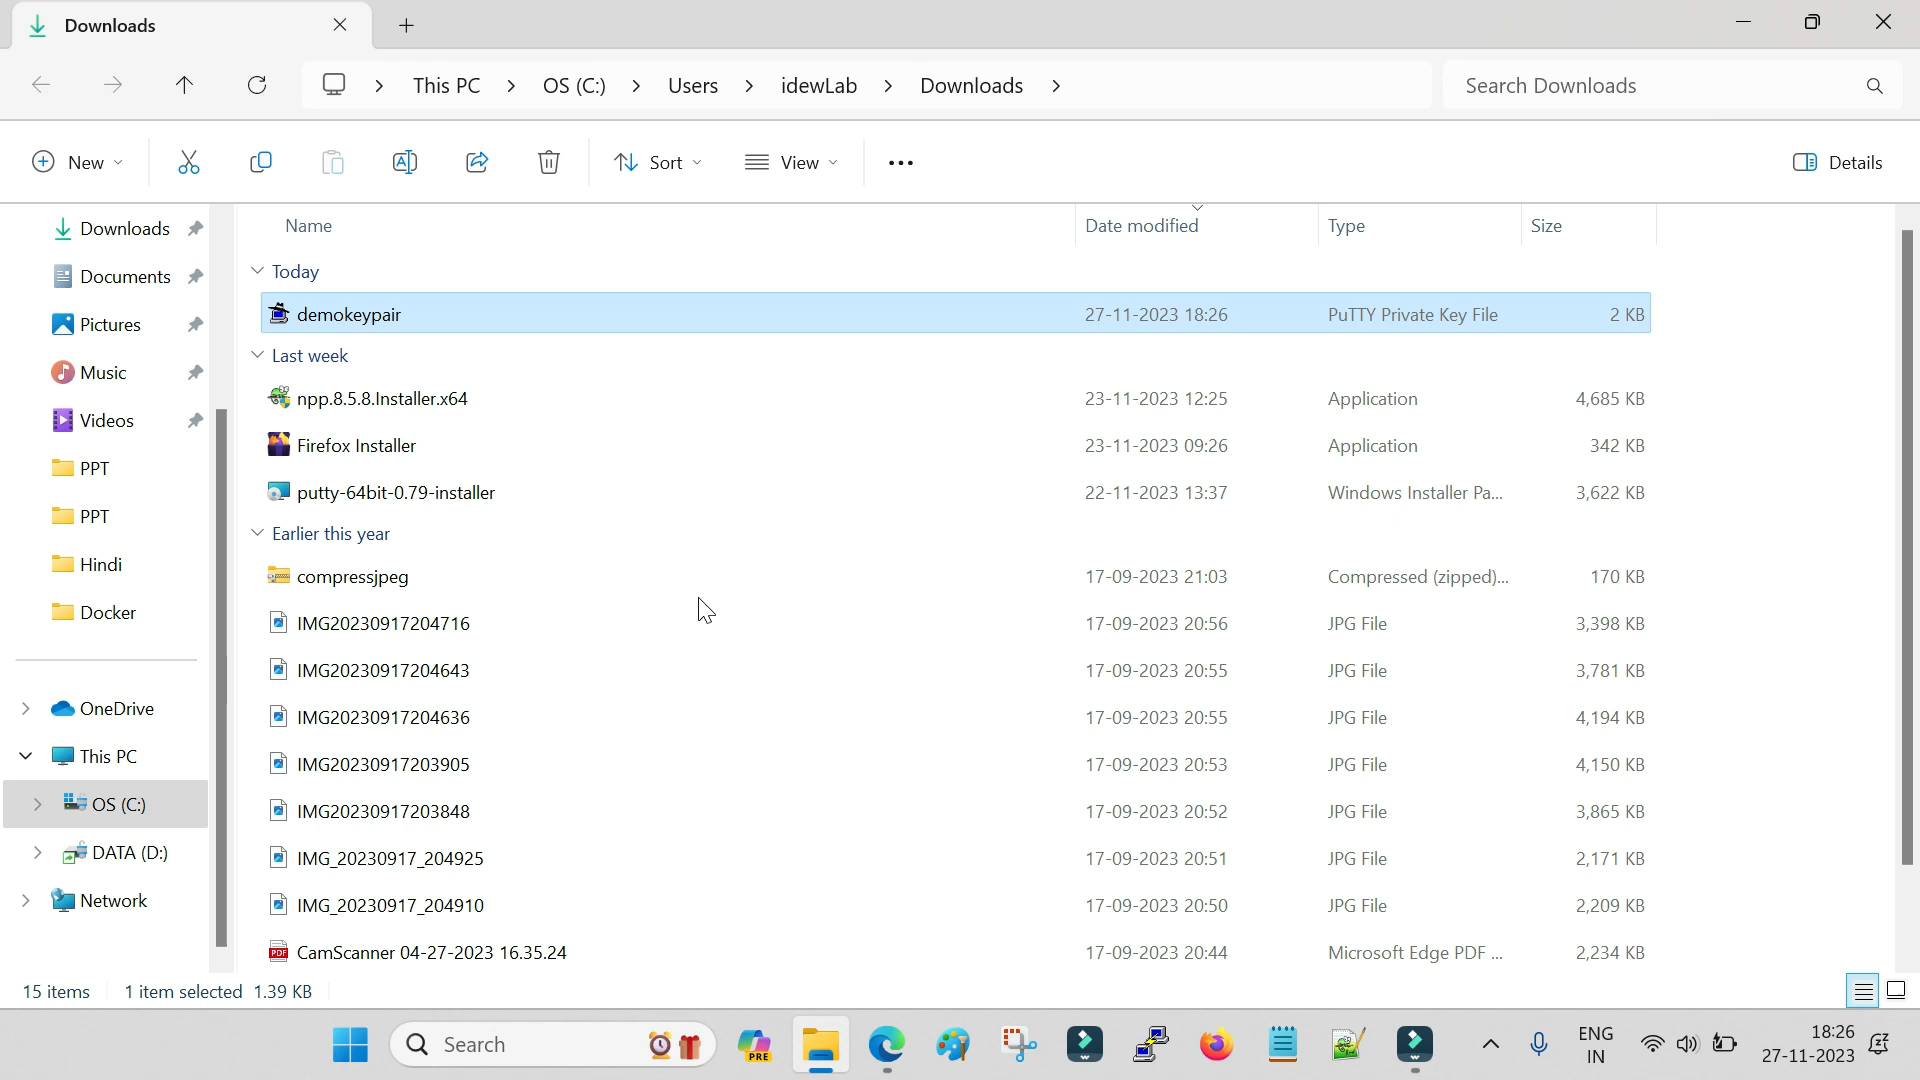 Downloads
This PC > OS (C:) > Users > idewLab > Downloads >
Search Downloads
New
Sort
View
Details
Name Date modified Type Size
Downloads
Documents
Pictures
Music
Videos
PPT
PPT
Hindi
Docker
OneDrive
This PC
OS (C:)
DATA (D:)
Network
Today
demokeypair 27-11-2023 18:26 PuTTY Private Key File 2 KB
Last week
npp.8.5.8.Installer.x64 23-11-2023 12:25 Application 4,685 KB
Firefox Installer 23-11-2023 09:26 Application 342 KB
putty-64bit-0.79-installer 22-11-2023 13:37 Windows Installer Pa... 3,622 KB
Earlier this year
compressjpeg 17-09-2023 21:03 Compressed (zipped)... 170 KB
IMG20230917204716 17-09-2023 20:56 JPG File 3,398 KB
IMG20230917204643 17-09-2023 20:55 JPG File 3,781 KB
IMG20230917204636 17-09-2023 20:55 JPG File 4,194 KB
IMG20230917203905 17-09-2023 20:53 JPG File 4,150 KB
IMG20230917203848 17-09-2023 20:52 JPG File 3,865 KB
IMG_20230917_204925 17-09-2023 20:51 JPG File 2,171 KB
IMG_20230917_204910 17-09-2023 20:50 JPG File 2,209 KB
CamScanner 04-27-2023 16.35.24 17-09-2023 20:44 Microsoft Edge PDF ... 2,234 KB
15 items 1 item selected 1.39 KB
Search
PRE
ENG
IN
18:26
27-11-2023